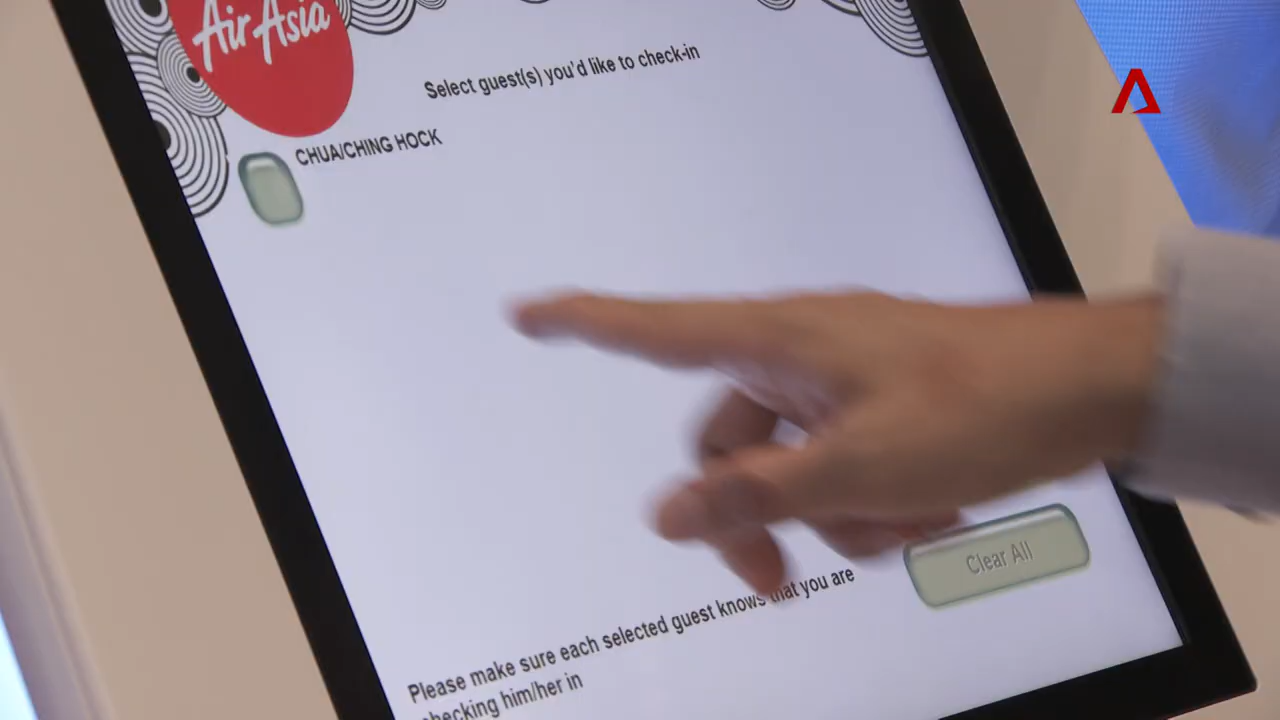 AirAsia
Select guest(s) you'd like to check-in
CHUA/CHING HOCK
Clear All
Please make sure each selected guest knows that you are
checking him/her in